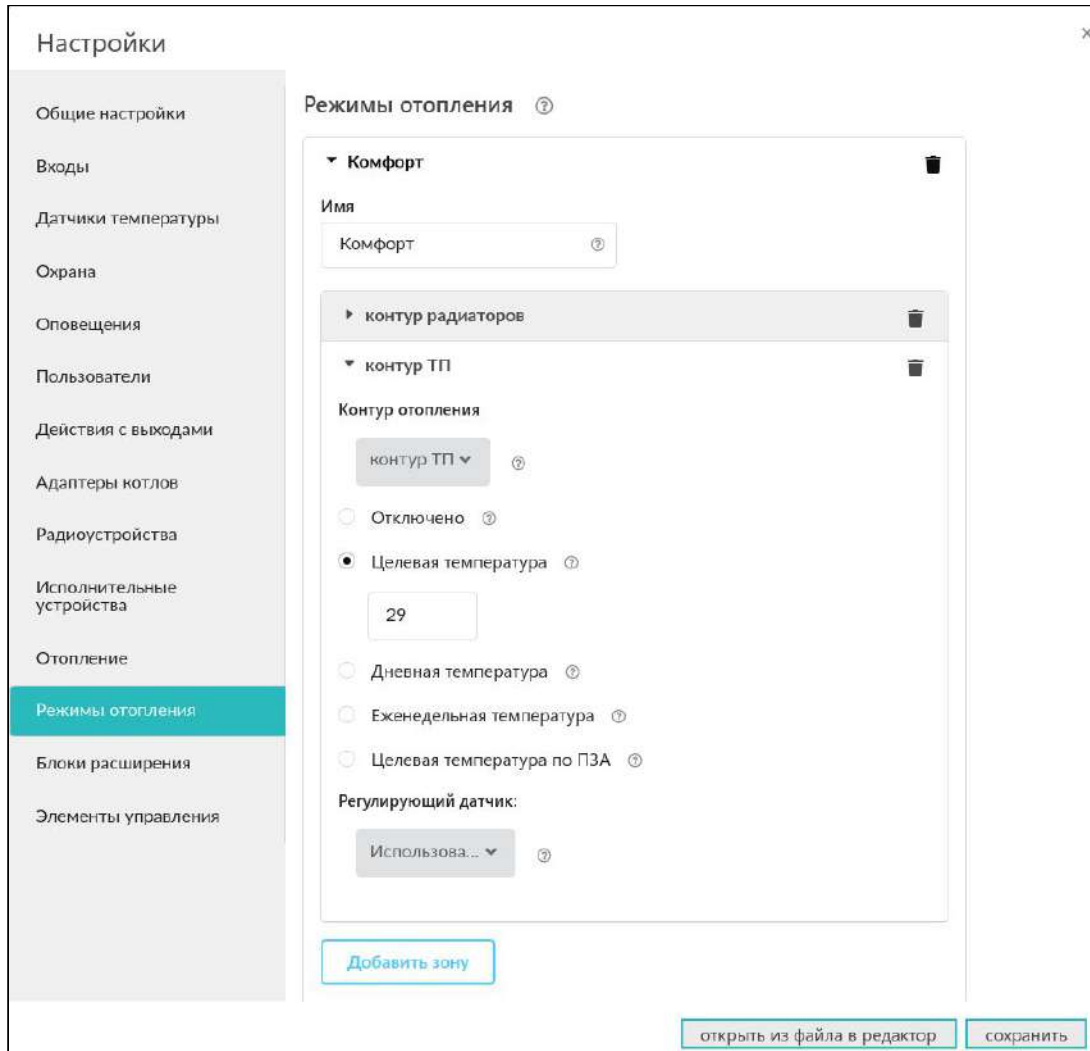 Настройки
Общие настройки
Входы
Датчики температуры
Охрана
Оповещения
Пользователи
Действия с выходами
Адаптеры котлов
Радиоустройства
Исполнительные
устройства
Отопление
Режимы отопления
Блоки расширения
Элементы управления
Режимы отопления
Комфорт
Имя
Комфорт
контур радиаторов
контур ТП
Контур отопления
контур ТП
Отключено
Целевая температура
29
Дневная температура
Еженедельная температура
Целевая температура по ПЗА
Регулирующий датчик:
Использова...
Добавить зону
открыть из файла в редактор
сохранить